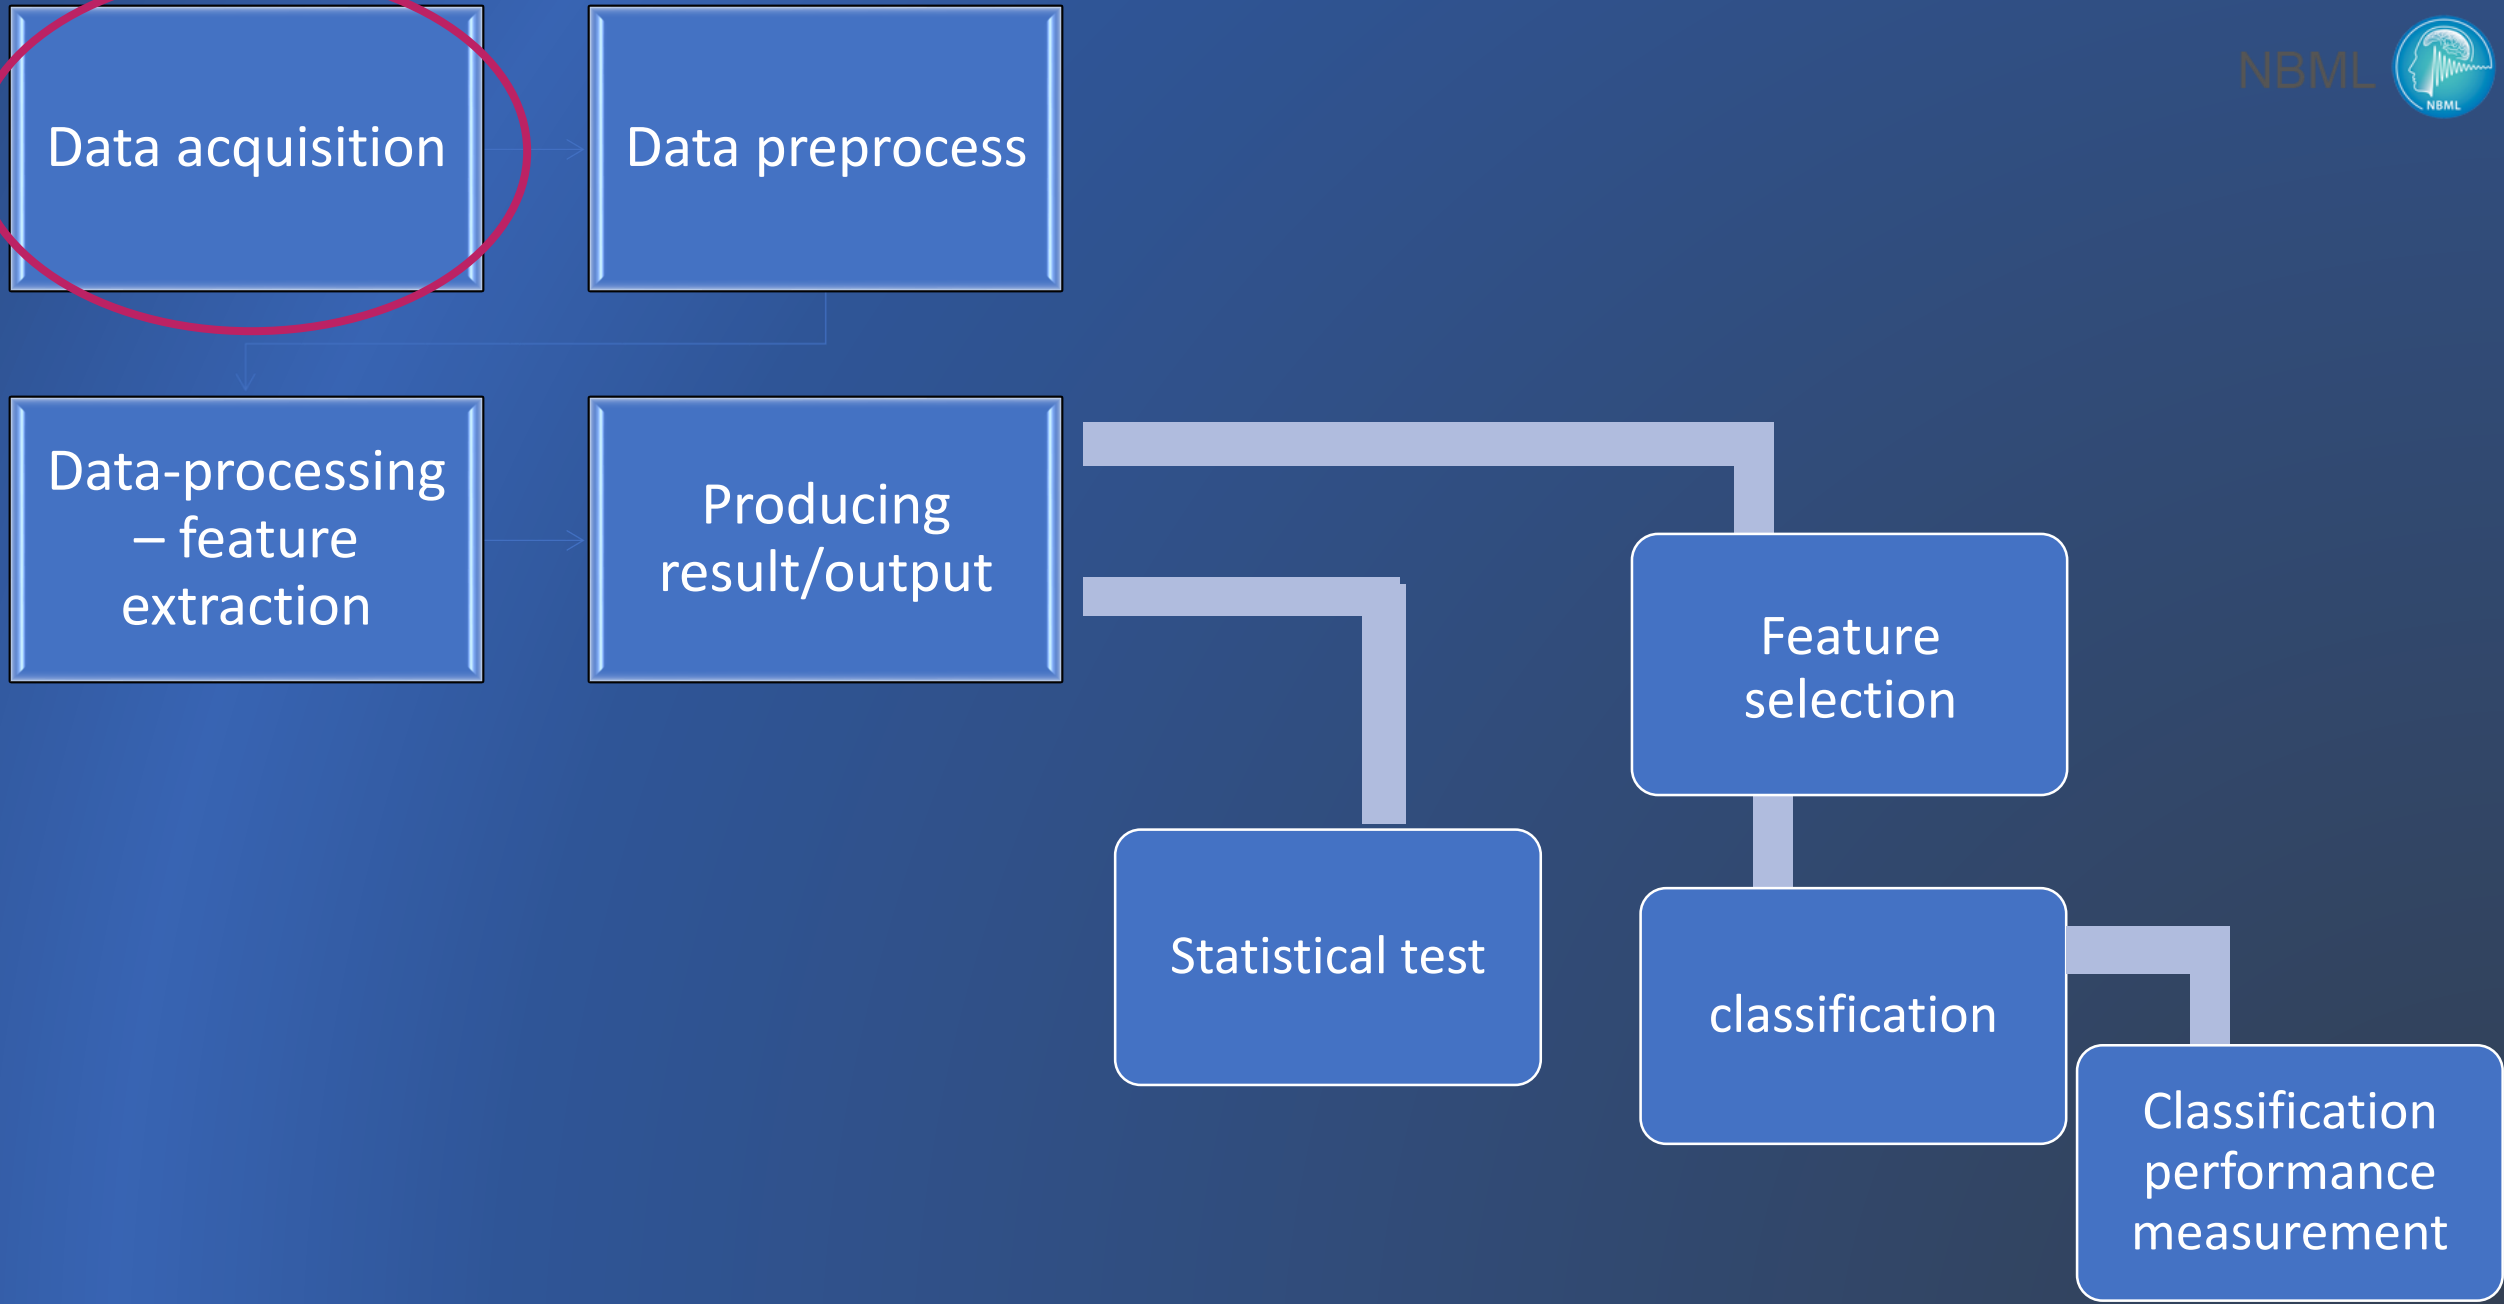 Data acquisition
Data preprocess
NBML
NBML
Data-processing
– feature
extraction
Producing
result/output
Feature
selection
Statistical test
classification
Classification
performance
measurement